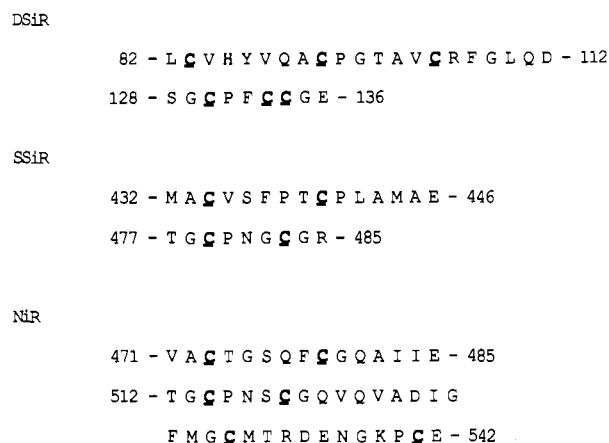 DSiR
82 - L C V H Y V Q A C P G T A V C R F G L Q D - 112
128 - S G C P F C C G E - 136
SSiR
432 - M A C V S F P T C P L A M A E - 446
477 - T G C P N G C G R - 485
NiR
471 - V A C T G S Q F C G Q A I I E - 485
512 - T G C P N S C G Q V Q V A D I G
F M G C M T R D E N G K P C E - 542